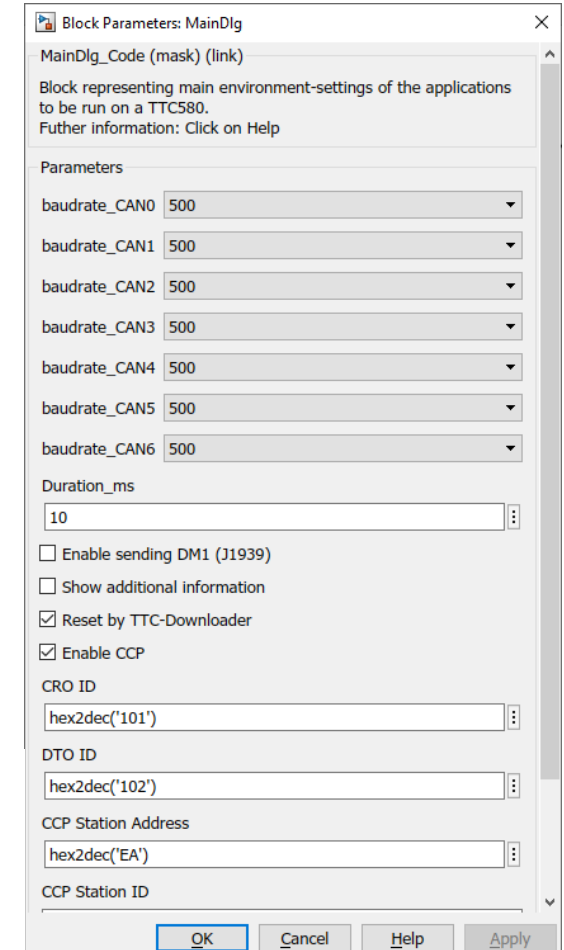 Block Parameters: MainDlg
MainDlg_Code (mask) (link)
Block representing main environment-settings of the applications
to be run on a TTC580.
Futher information: Click on Help
Parameters
baudrate_CAN0 500
baudrate_CAN1 500
baudrate_CAN2 500
baudrate_CAN3 500
baudrate_CAN4 500
baudrate_CAN5 500
baudrate_CAN6 500
Duration_ms
10
Enable sending DM1 (J1939)
Show additional information
Reset by TTC-Downloader
Enable CCP
CRO ID
hex2dec('101')
DTO ID
hex2dec('102')
CCP Station Address
hex2dec('EA')
CCP Station ID
OK Cancel Help Apply